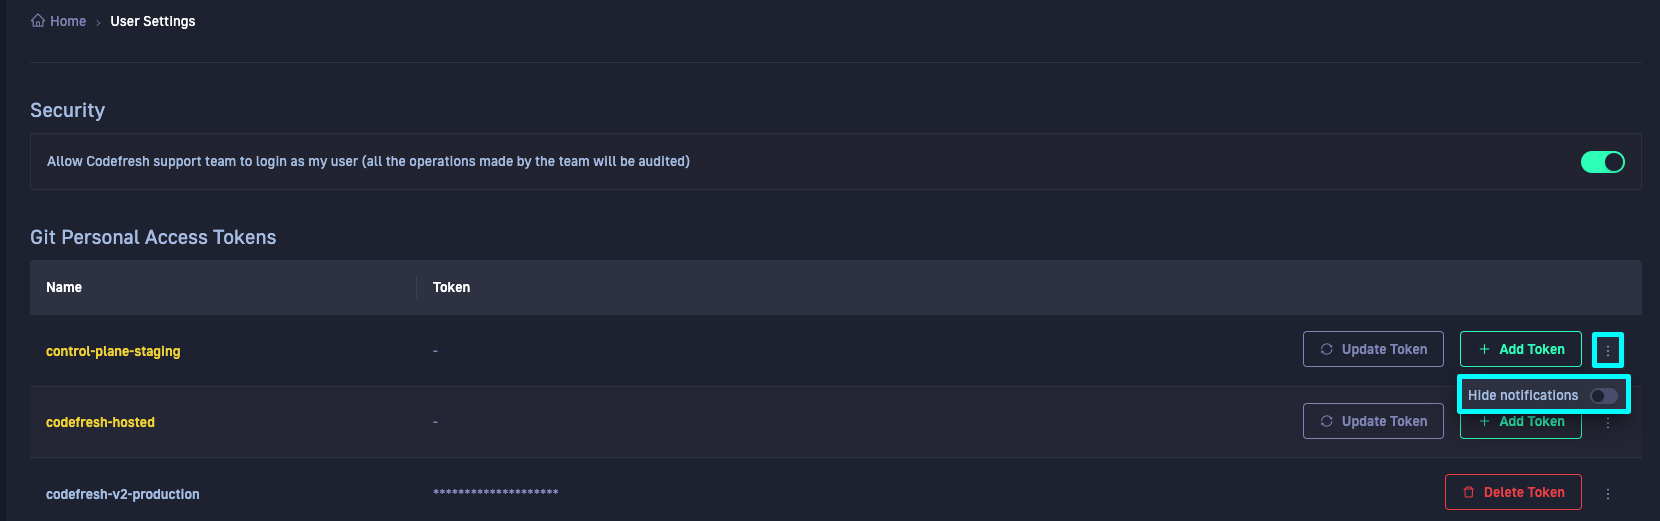 Home > User Settings
Security
Allow Codefresh support team to login as my user (all the operations made by the team will be audited)
Git Personal Access Tokens
Name Token
control-plane-staging - Update Token + Add Token
Hide notifications
codefresh-hosted - Update Token + Add Token
codefresh-v2-production ******************** Delete Token